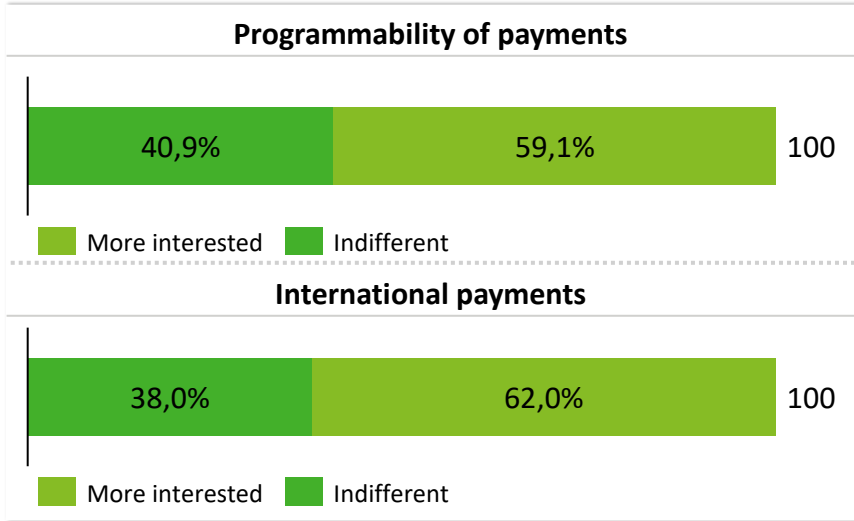 Programmability of payments
40,9% 59,1% 100
More interested Indifferent
International payments
38,0% 62,0% 100
More interested Indifferent